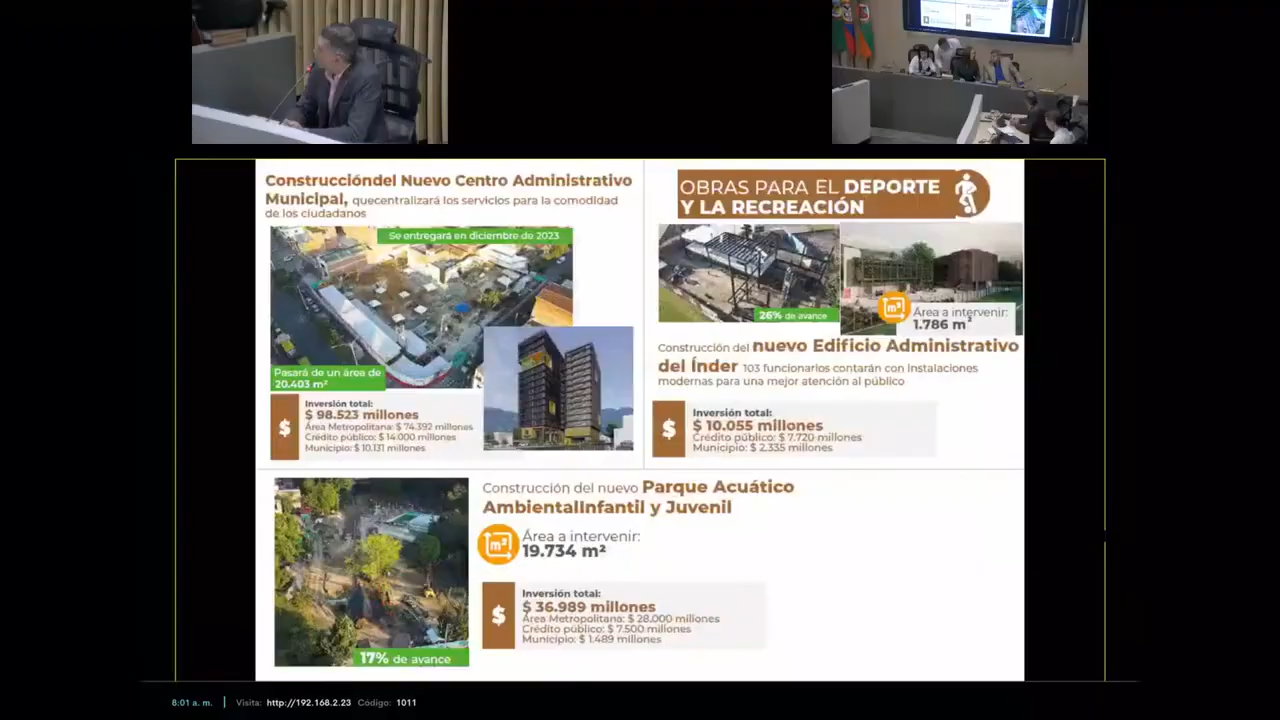 Construccióndel Nuevo Centro Administrativo
Municipal, quecentralizará los servicios para la comodidad
de los ciudadanos
Se entregará en diciembre de 2023
Pasará de un área de
20.403 m²
$
Inversión total:
$ 98.523 millones
Área Metropolitana: $ 74.392 millones
Crédito público: $ 14.000 millones
Municipio: $ 10.131 millones
OBRAS PARA EL DEPORTE
Y LA RECREACIÓN
26% de avance
m²
Área a intervenir:
1.786 m²
Construcción del nuevo Edificio Administrativo
del Índer 103 funcionarios contarán con instalaciones
modernas para una mejor atención al público
$
Inversión total:
$ 10.055 millones
Crédito público: $ 7.720 millones
Municipio: $ 2.335 millones
17% de avance
Construcción del nuevo Parque Acuático
AmbientalInfantil y Juvenil
m²
Área a intervenir:
19.734 m²
$
Inversión total:
$ 36.989 millones
Área Metropolitana: $ 28.000 millones
Crédito público: $ 7.500 millones
Municipio: $ 1.489 millones
8:01 a. m. | Visita: http://192.168.2.23 Código: 1011